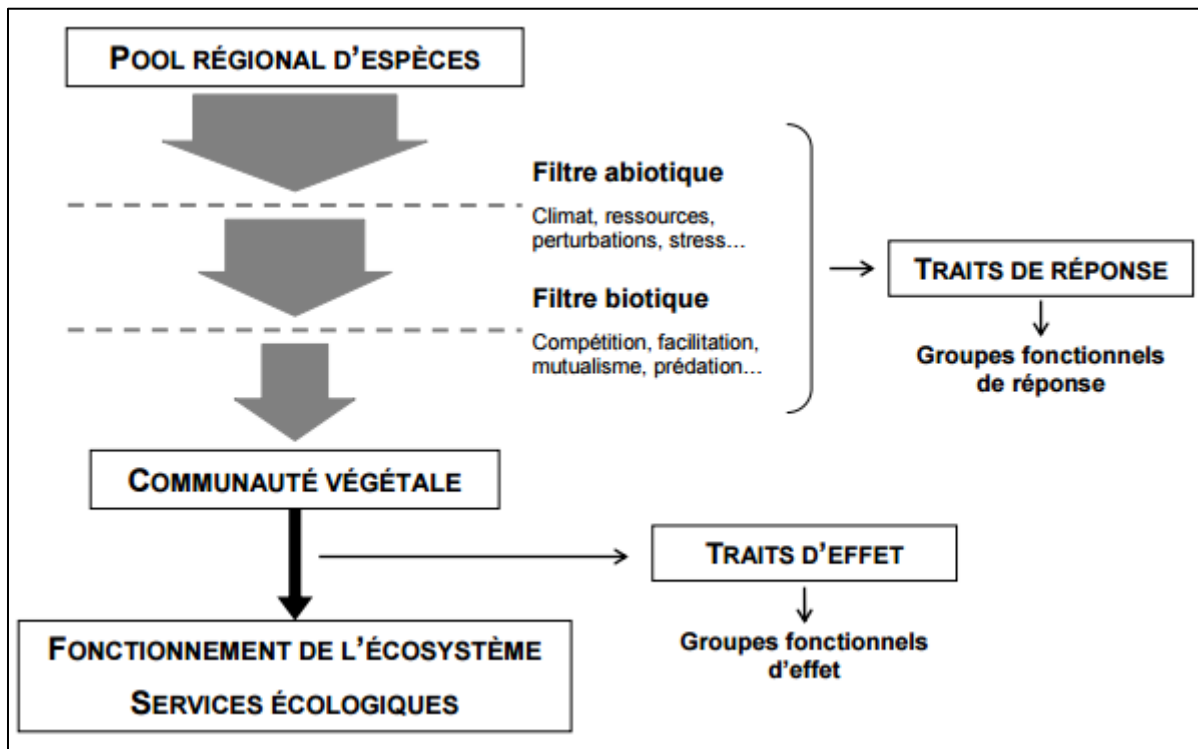 POOL RÉGIONAL D'ESPÈCES
Filtre abiotique
Climat, ressources,
perturbations, stress...
Filtre biotique
Compétition, facilitation,
mutualisme, prédation...
TRAITS DE RÉPONSE
Groupes fonctionnels
de réponse
COMMUNAUTÉ VÉGÉTALE
TRAITS D'EFFET
Groupes fonctionnels
d'effet
FONCTIONNEMENT DE L'ÉCOSYSTÈME
SERVICES ÉCOLOGIQUES